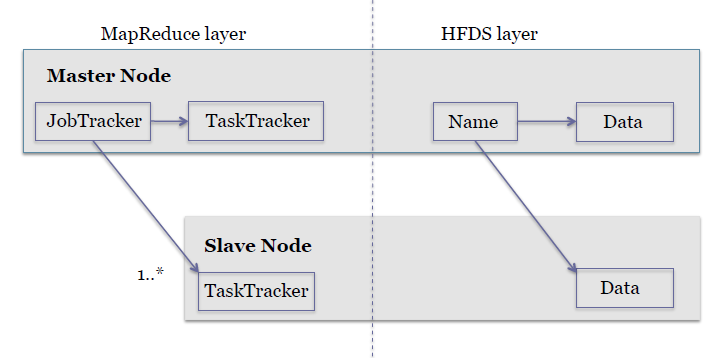 MapReduce layer
HFDS layer
Master Node
JobTracker
TaskTracker
Name
Data
Slave Node
1..*
TaskTracker
Data